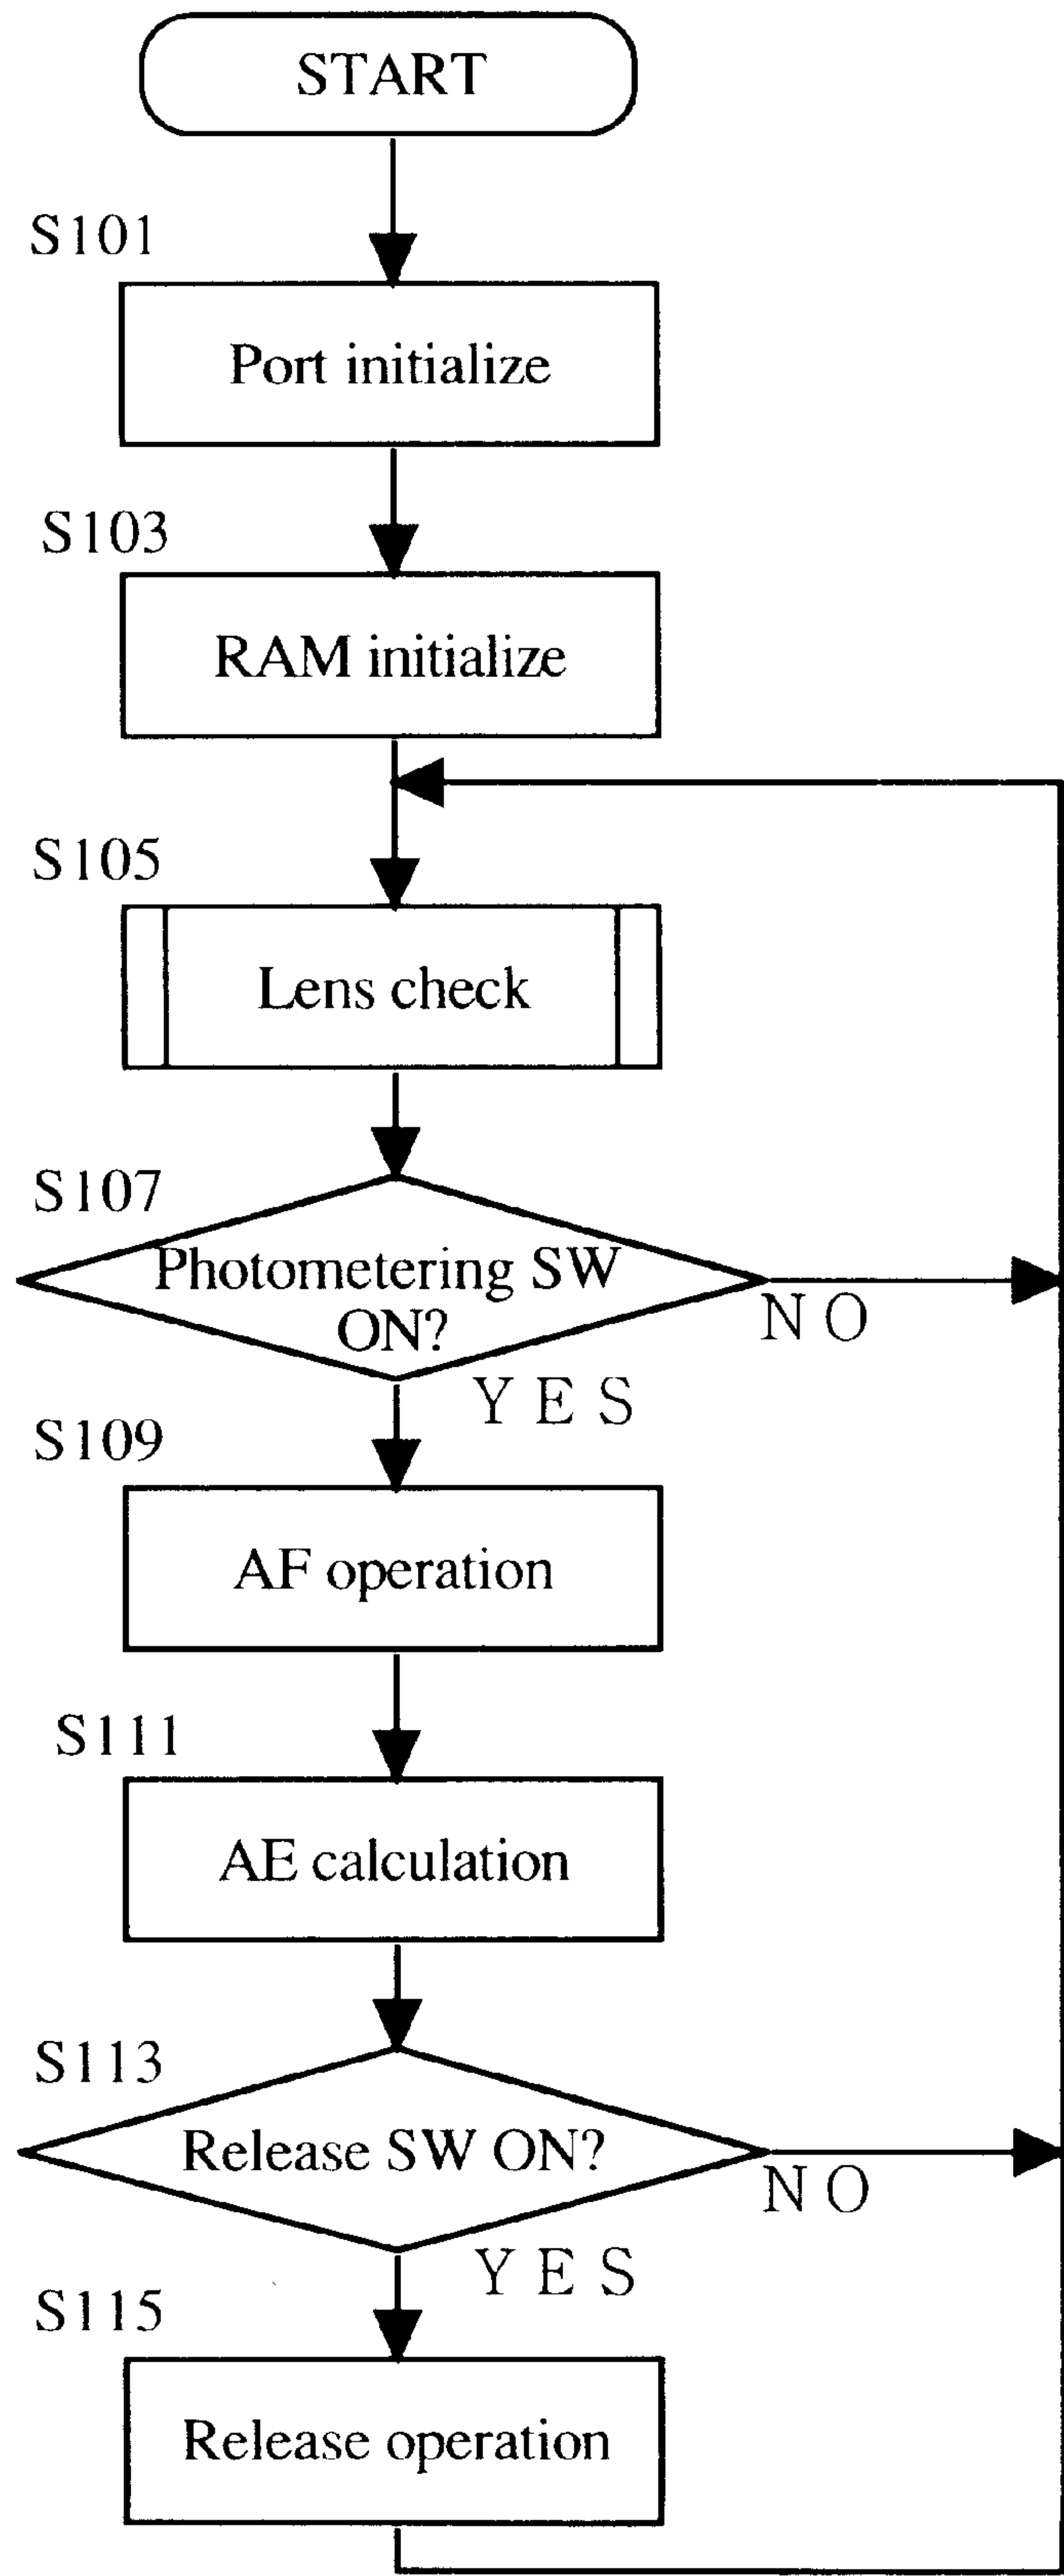 START
S101
Port initialize
S103
RAM initialize
S105
Lens check
S107
Photometering SW
ON?
NO
YES
S109
AF operation
S111
AE calculation
S113
Release SW ON?
NO
YES
S115
Release operation